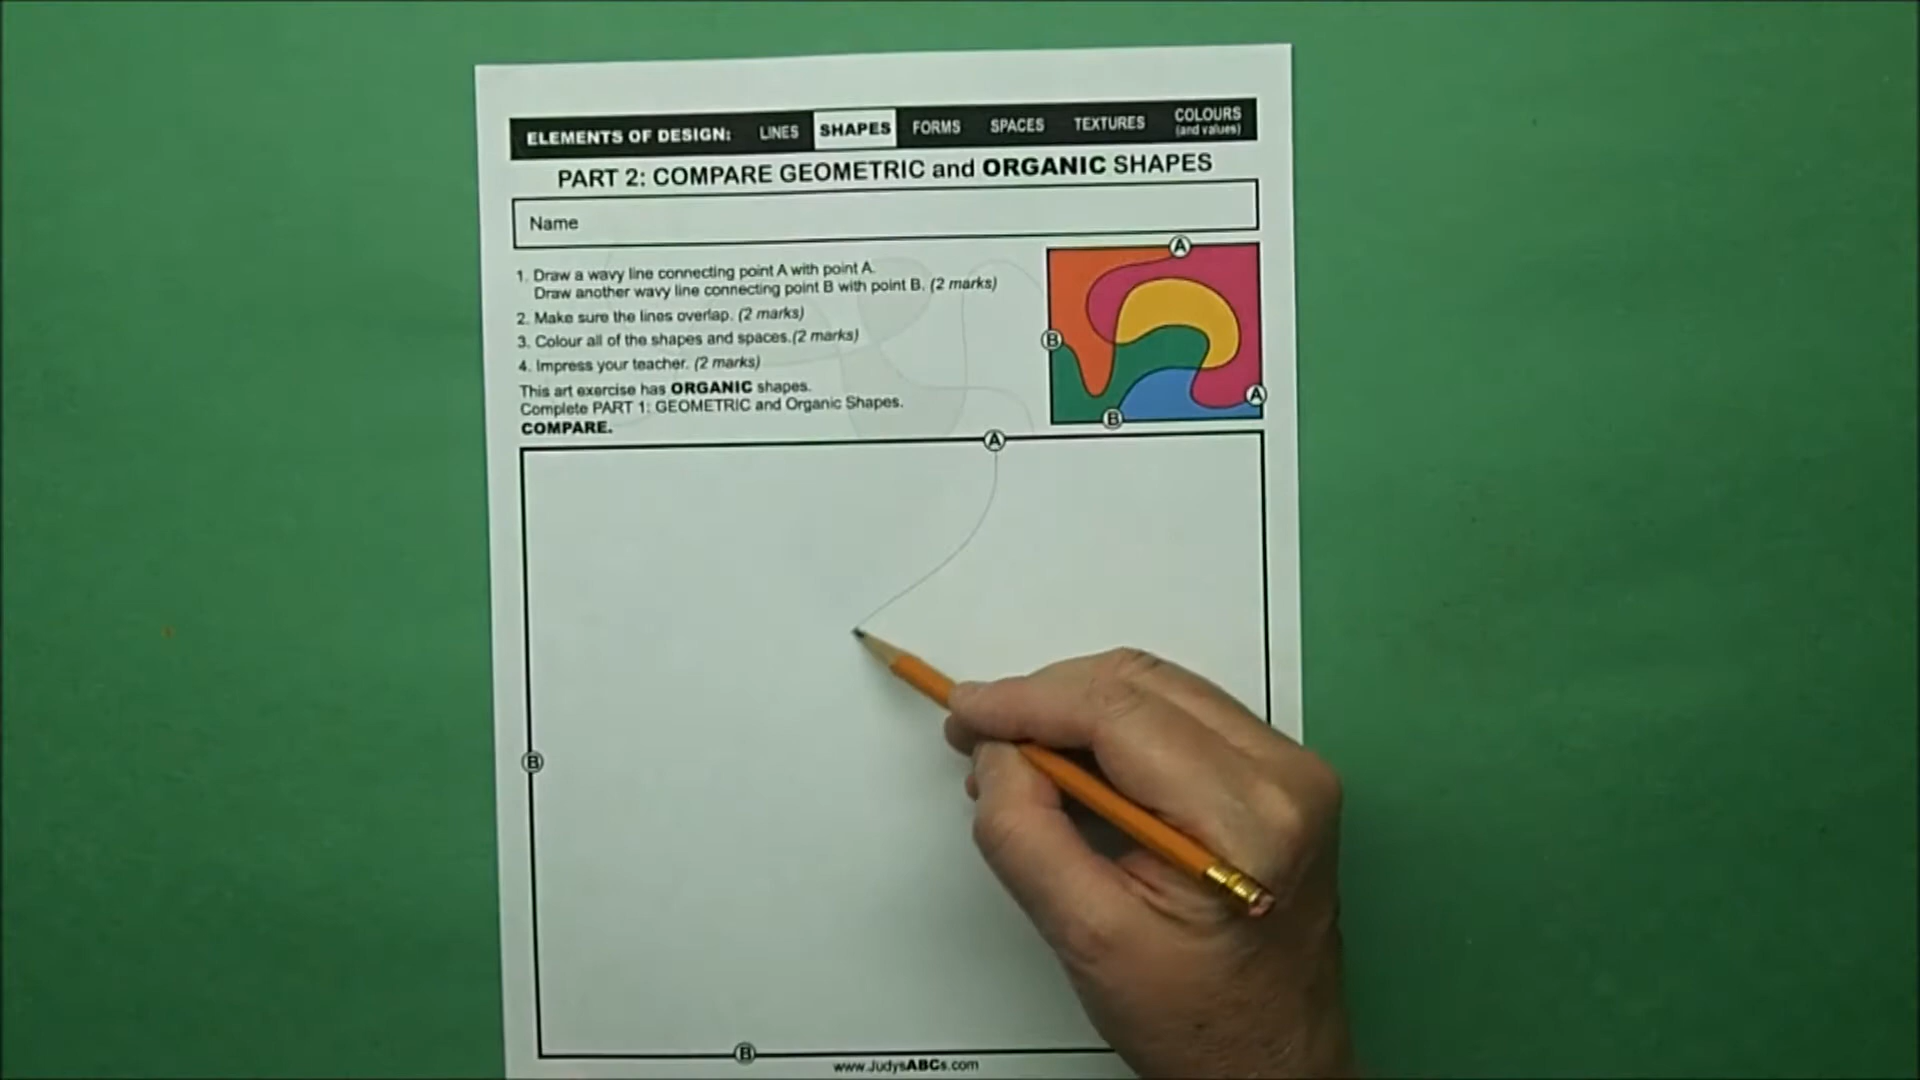 ELEMENTS OF DESIGN: LINES SHAPES FORMS SPACES TEXTURES COLOURS
(and values)
PART 2: COMPARE GEOMETRIC and ORGANIC SHAPES
Name
1. Draw a wavy line connecting point A with point A.
Draw another wavy line connecting point B with point B. (2 marks)
2. Make sure the lines overlap. (2 marks)
3. Colour all of the shapes and spaces.(2 marks)
4. Impress your teacher. (2 marks)
This art exercise has ORGANIC shapes.
Complete PART 1: GEOMETRIC and Organic Shapes.
COMPARE.
A
B
A
B
A
B
B
www.JudysABCs.com